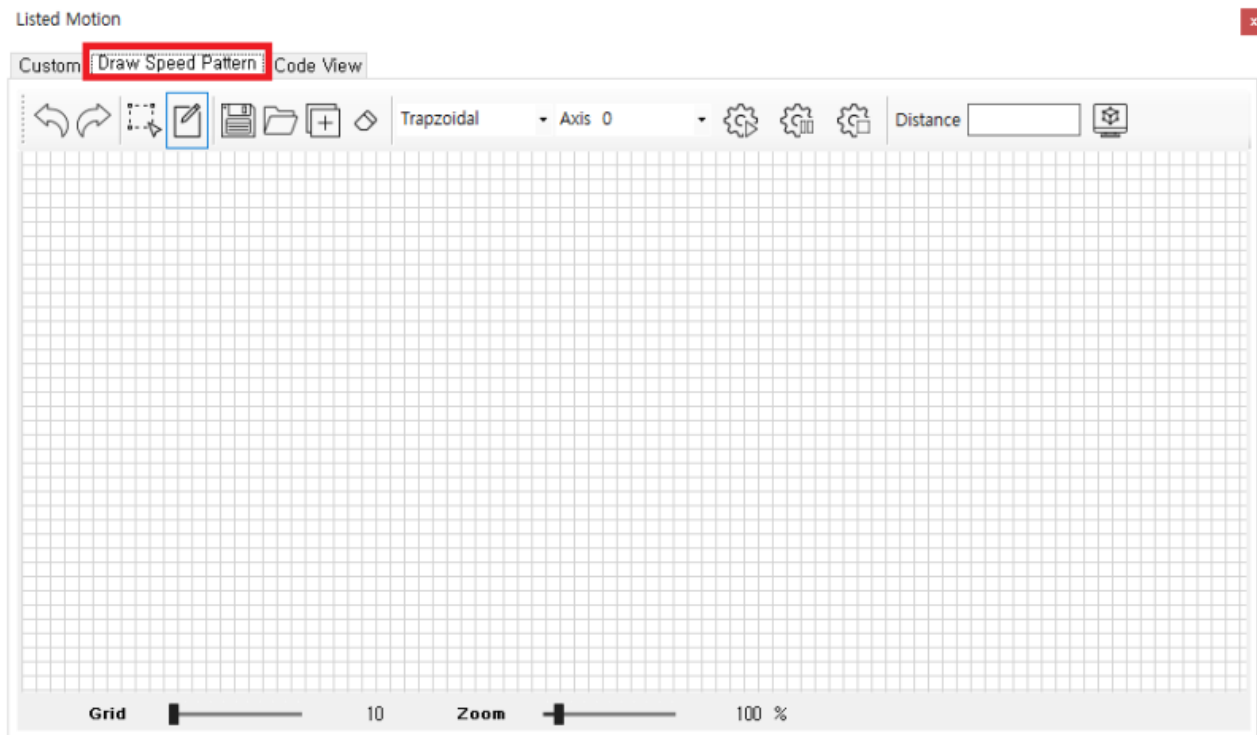 Listed Motion
Custom Draw Speed Pattern Code View
Trapzoidal Axis 0 Distance
Grid 10 Zoom 100 %